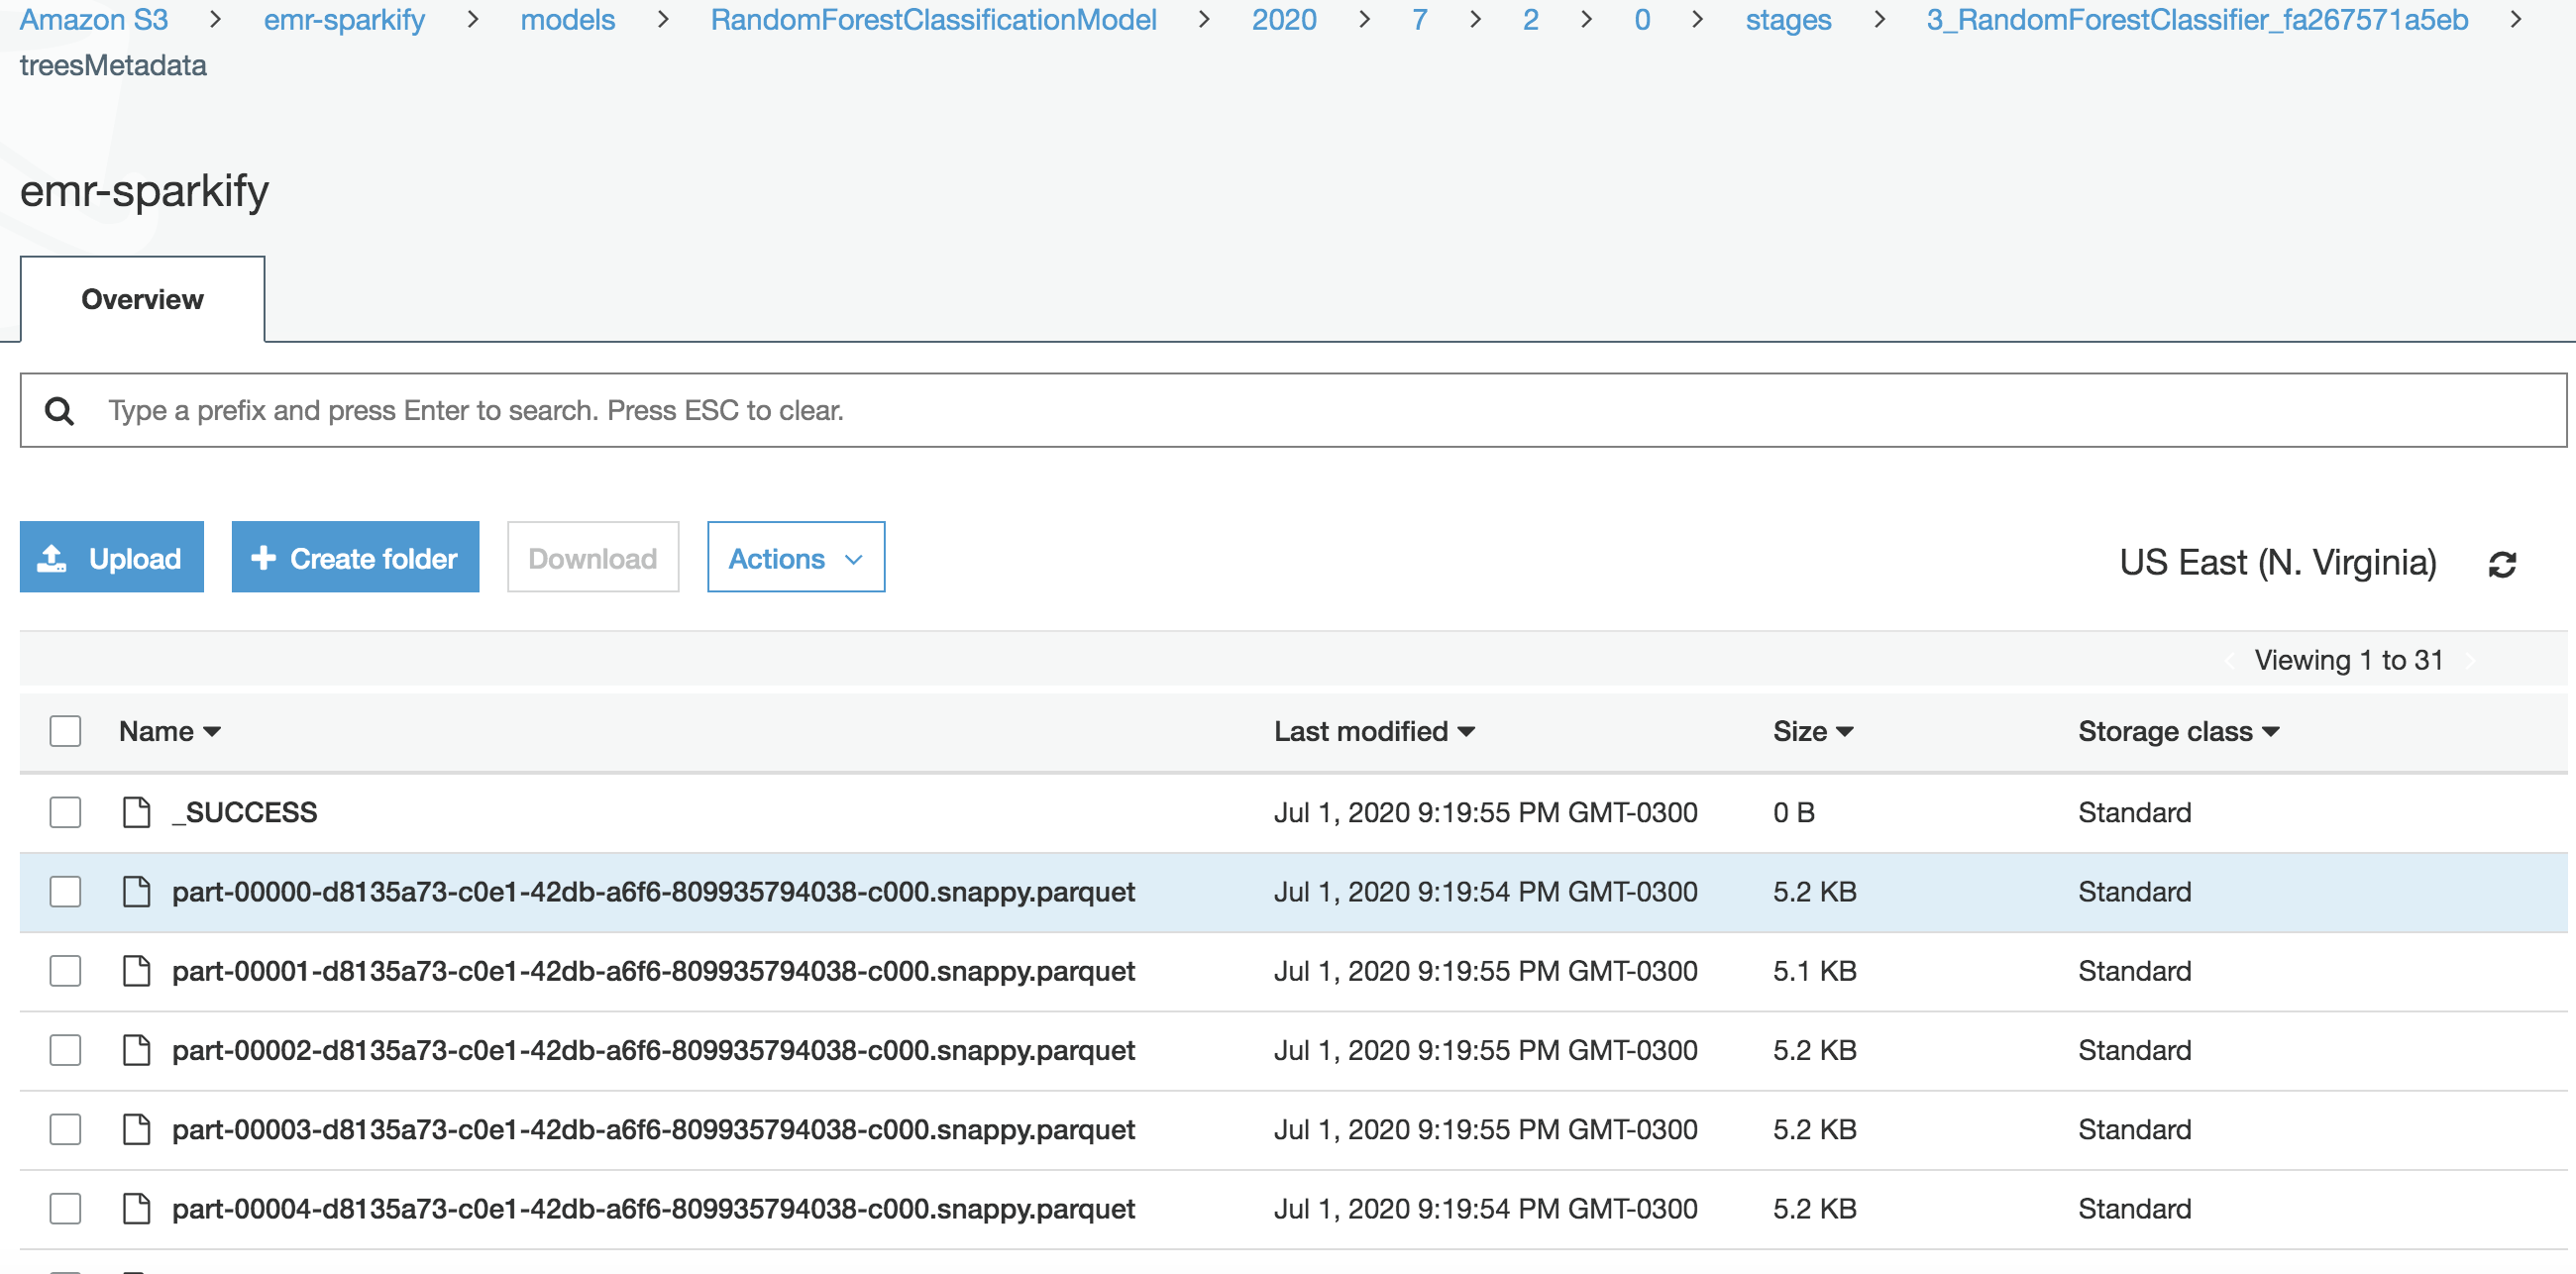 Amazon S3 > emr-sparkify > models > RandomForestClassificationModel > 2020 > 7 > 2 > 0 > stages > 3_RandomForestClassifier_fa267571a5eb >
treesMetadata
emr-sparkify
Overview
Type a prefix and press Enter to search. Press ESC to clear.
Upload Create folder Download Actions US East (N. Virginia)
Viewing 1 to 31
Name Last modified Size Storage class
_SUCCESS Jul 1, 2020 9:19:55 PM GMT-0300 0 B Standard
part-00000-d8135a73-c0e1-42db-a6f6-809935794038-c000.snappy.parquet Jul 1, 2020 9:19:54 PM GMT-0300 5.2 KB Standard
part-00001-d8135a73-c0e1-42db-a6f6-809935794038-c000.snappy.parquet Jul 1, 2020 9:19:55 PM GMT-0300 5.1 KB Standard
part-00002-d8135a73-c0e1-42db-a6f6-809935794038-c000.snappy.parquet Jul 1, 2020 9:19:55 PM GMT-0300 5.2 KB Standard
part-00003-d8135a73-c0e1-42db-a6f6-809935794038-c000.snappy.parquet Jul 1, 2020 9:19:55 PM GMT-0300 5.2 KB Standard
part-00004-d8135a73-c0e1-42db-a6f6-809935794038-c000.snappy.parquet Jul 1, 2020 9:19:54 PM GMT-0300 5.2 KB Standard